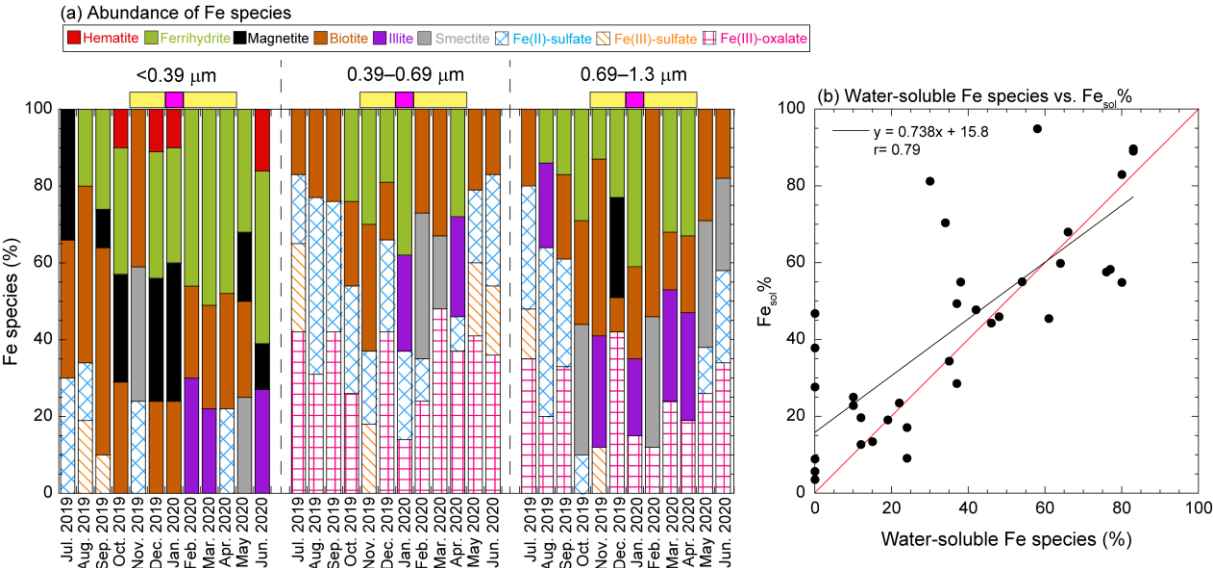 (a) Abundance of Fe species
Hematite Ferrihydrite Magnetite Biotite Illite Smectite Fe(II)-sulfate Fe(III)-sulfate Fe(III)-oxalate
<0.39 μm
0.39–0.69 μm
0.69–1.3 μm
Fe species (%)
100
80
60
40
20
0
Jul. 2019
Aug. 2019
Sep. 2019
Oct. 2019
Nov. 2019
Dec. 2019
Jan. 2020
Feb. 2020
Mar. 2020
Apr. 2020
May 2020
Jun. 2020
Jul. 2019
Aug. 2019
Sep. 2019
Oct. 2019
Nov. 2019
Dec. 2019
Jan. 2020
Feb. 2020
Mar. 2020
Apr. 2020
May 2020
Jun. 2020
Jul. 2019
Aug. 2019
Sep. 2019
Oct. 2019
Nov. 2019
Dec. 2019
Jan. 2020
Feb. 2020
Mar. 2020
Apr. 2020
May 2020
Jun. 2020
(b) Water-soluble Fe species vs. Fesol%
y = 0.738x + 15.8
r= 0.79
Fesol%
100
80
60
40
20
0
0 20 40 60 80 100
Water-soluble Fe species (%)